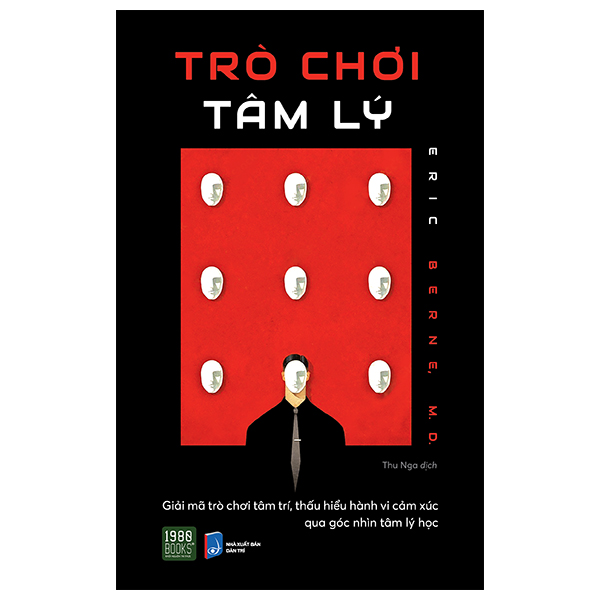 TRÒ CHƠI
TÂM LÝ
ERIC BERNE, M.D.
Thu Nga dịch
Giải mã trò chơi tâm trí, thấu hiểu hành vi cảm xúc
qua góc nhìn tâm lý học
1980
BOOKS
NHÀ XUẤT BẢN
DÂN TRÍ